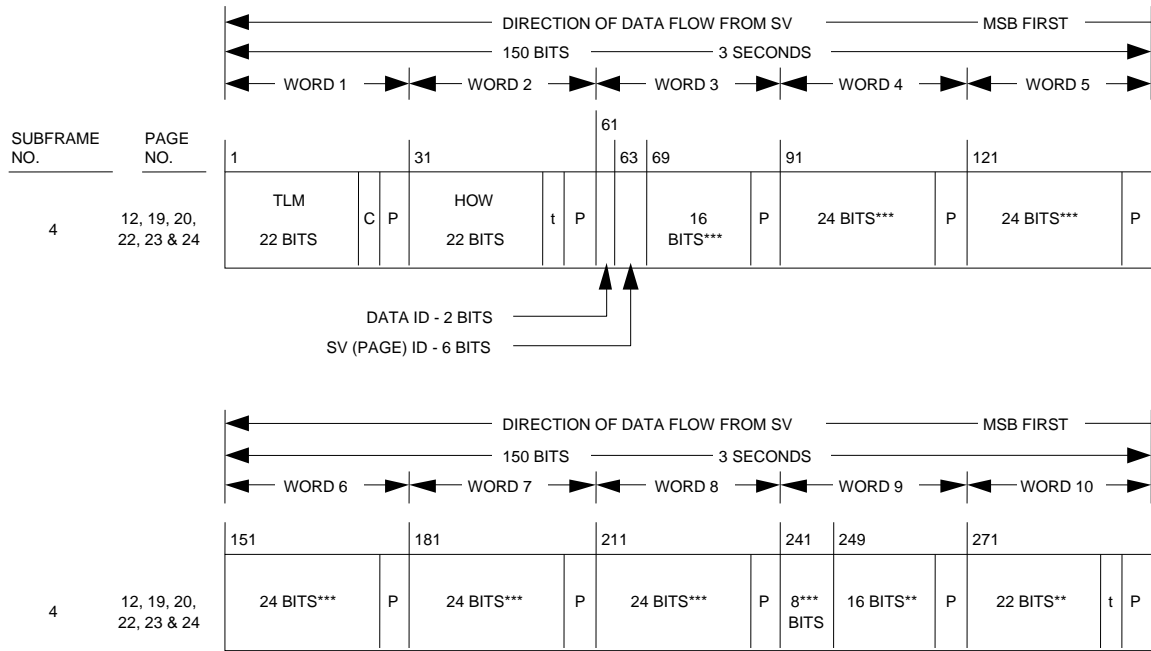 DIRECTION OF DATA FLOW FROM SV MSB FIRST
150 BITS 3 SECONDS
WORD 1 WORD 2 WORD 3 WORD 4 WORD 5
SUBFRAME NO. PAGE NO.
1 31 61 63 69 91 121
4 12, 19, 20, 22, 23 & 24
TLM 22 BITS C P HOW 22 BITS t P 16 BITS*** P 24 BITS*** P 24 BITS*** P
DATA ID - 2 BITS
SV (PAGE) ID - 6 BITS
DIRECTION OF DATA FLOW FROM SV MSB FIRST
150 BITS 3 SECONDS
WORD 6 WORD 7 WORD 8 WORD 9 WORD 10
151 181 211 241 249 271
4 12, 19, 20, 22, 23 & 24
24 BITS*** P 24 BITS*** P 24 BITS*** P 8*** BITS 16 BITS** P 22 BITS** t P